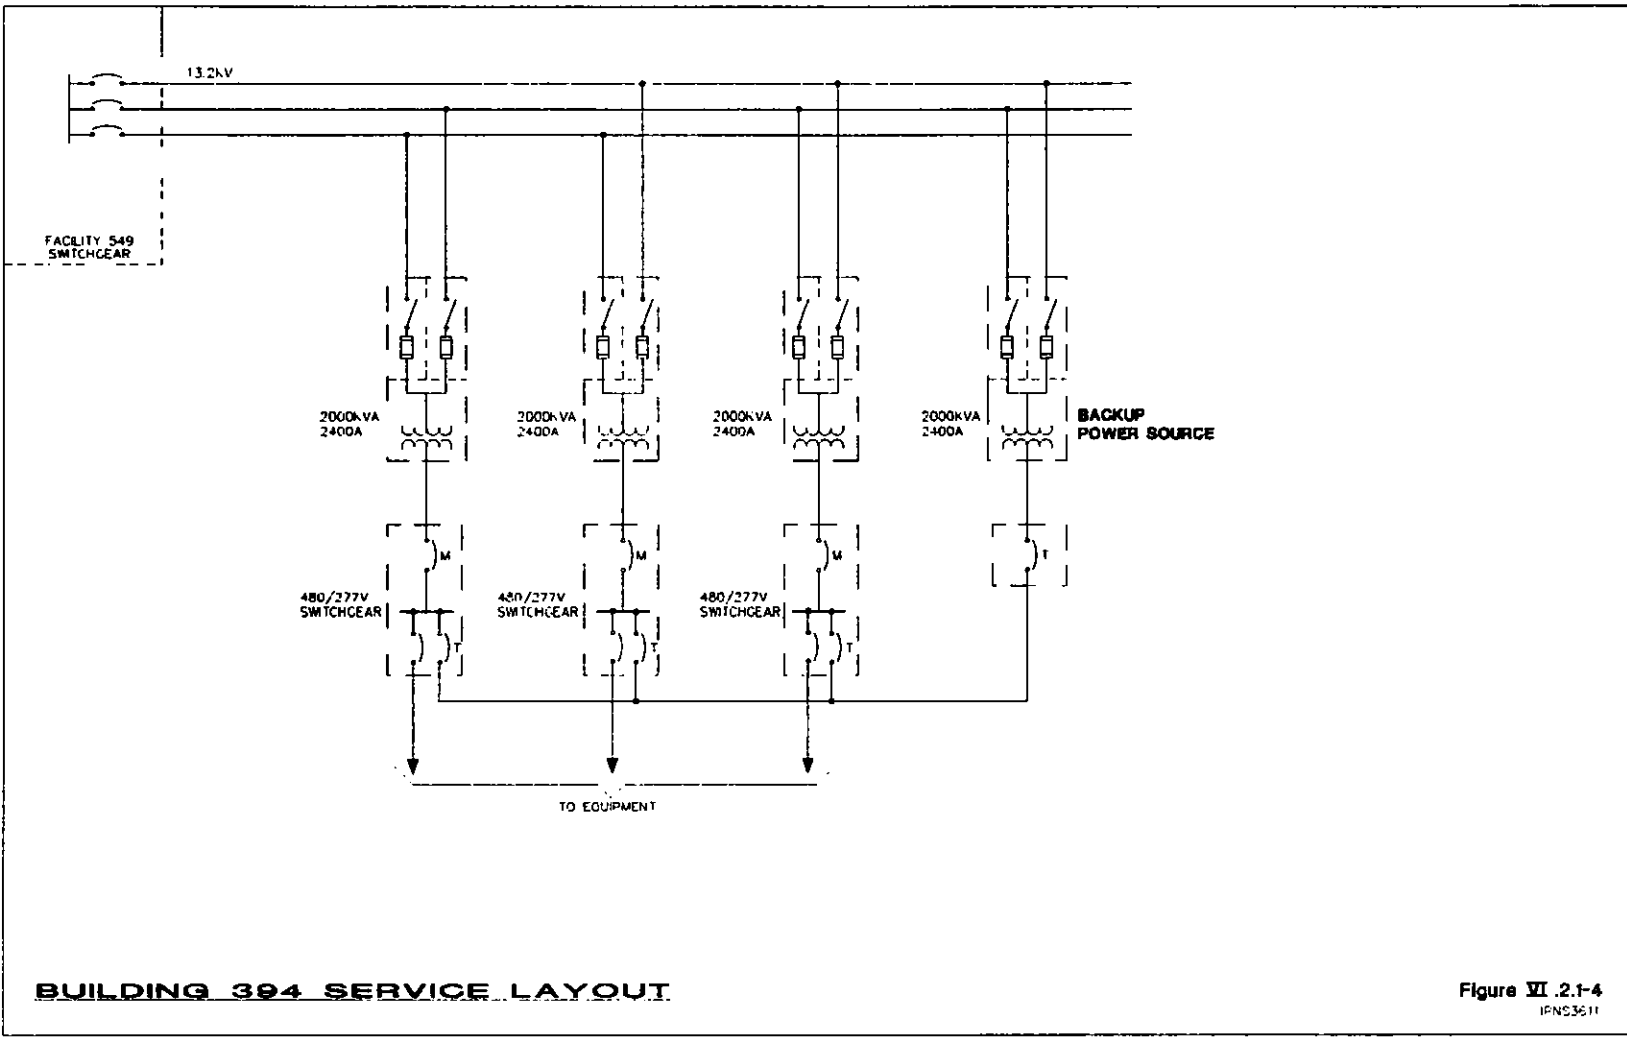 13.2kV
FACILITY 549
SWITCHGEAR
2000KVA
2400A
2000KVA
2400A
2000KVA
2400A
2000KVA
2400A
BACKUP
POWER SOURCE
M
M
M
T
480/277V
SWITCHGEAR
480/277V
SWITCHGEAR
480/277V
SWITCHGEAR
T
T
T
TO EQUIPMENT
BUILDING 394 SERVICE LAYOUT
Figure VI .2.1-4
IPNS3611